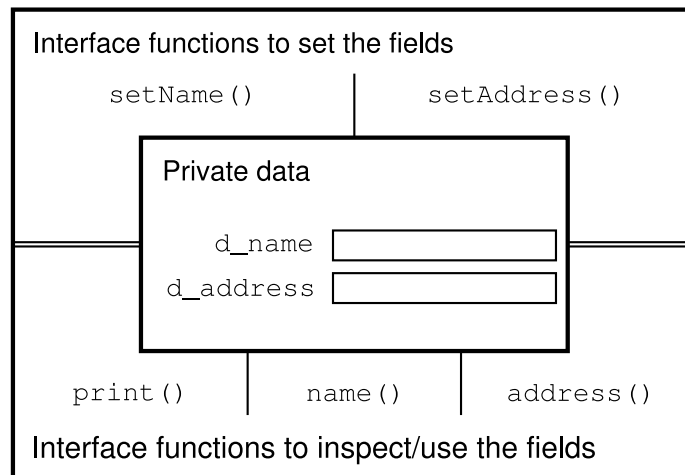 Interface functions to set the fields
setName() setAddress()
Private data
d_name
d_address
print() name() address()
Interface functions to inspect/use the fields